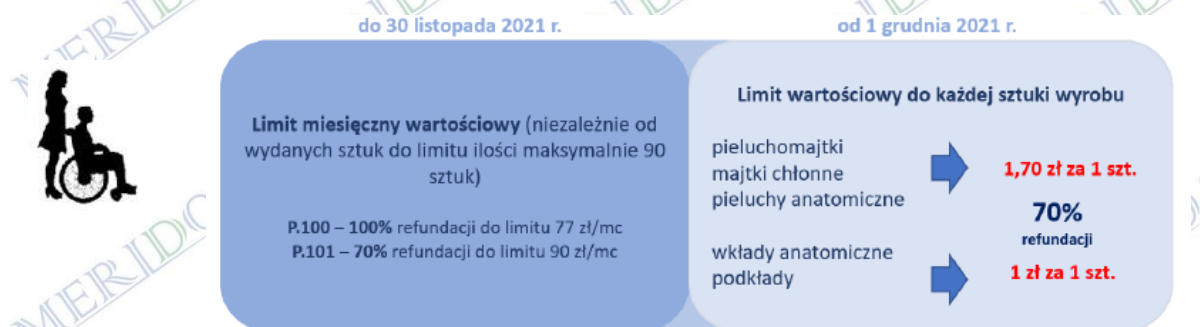 do 30 listopada 2021 r.
od 1 grudnia 2021 r.
Limit miesięczny wartościowy (niezależnie od
wydanych sztuk do limitu ilości maksymalnie 90
sztuk)
P.100 – 100% refundacji do limitu 77 zł/mc
P.101 – 70% refundacji do limitu 90 zł/mc
Limit wartościowy do każdej sztuki wyrobu
pieluchomajtki
majtki chłonne
pieluchy anatomiczne
1,70 zł za 1 szt.
70%
refundacji
wkłady anatomiczne
podkłady
1 zł za 1 szt.
MERIDO
MERIDO